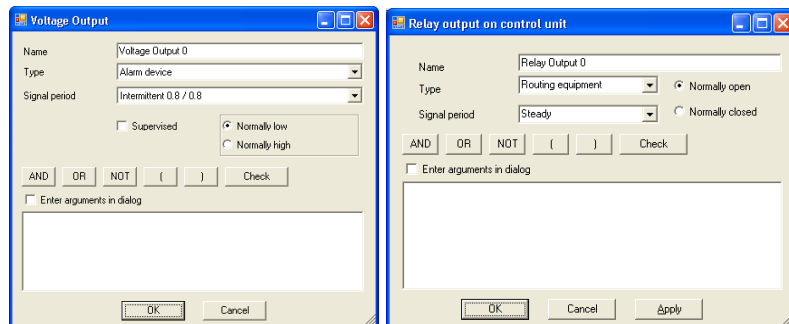 Voltage Output
Name Voltage Output 0
Type Alarm device
Signal period Intermittent 0.8 / 0.8
Supervised Normally low
Normally high
AND OR NOT ( ) Check
Enter arguments in dialog
OK Cancel
Relay output on control unit
Name Relay Output 0
Type Routing equipment Normally open
Signal period Steady Normally closed
AND OR NOT ( ) Check
Enter arguments in dialog
OK Cancel Apply